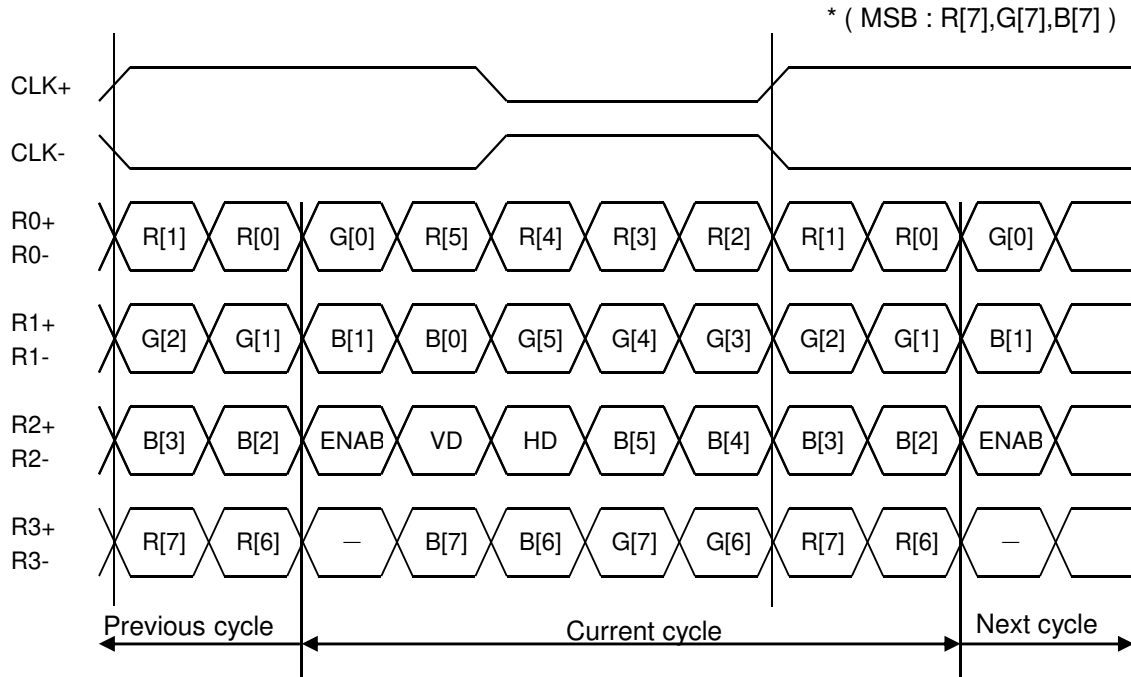 * ( MSB : R[7],G[7],B[7] )
CLK+
CLK-
R0+
R0-
R[1] R[0] G[0] R[5] R[4] R[3] R[2] R[1] R[0] G[0]
R1+
R1-
G[2] G[1] B[1] B[0] G[5] G[4] G[3] G[2] G[1] B[1]
R2+
R2-
B[3] B[2] ENAB VD HD B[5] B[4] B[3] B[2] ENAB
R3+
R3-
R[7] R[6] — B[7] B[6] G[7] G[6] R[7] R[6] —
Previous cycle Current cycle Next cycle